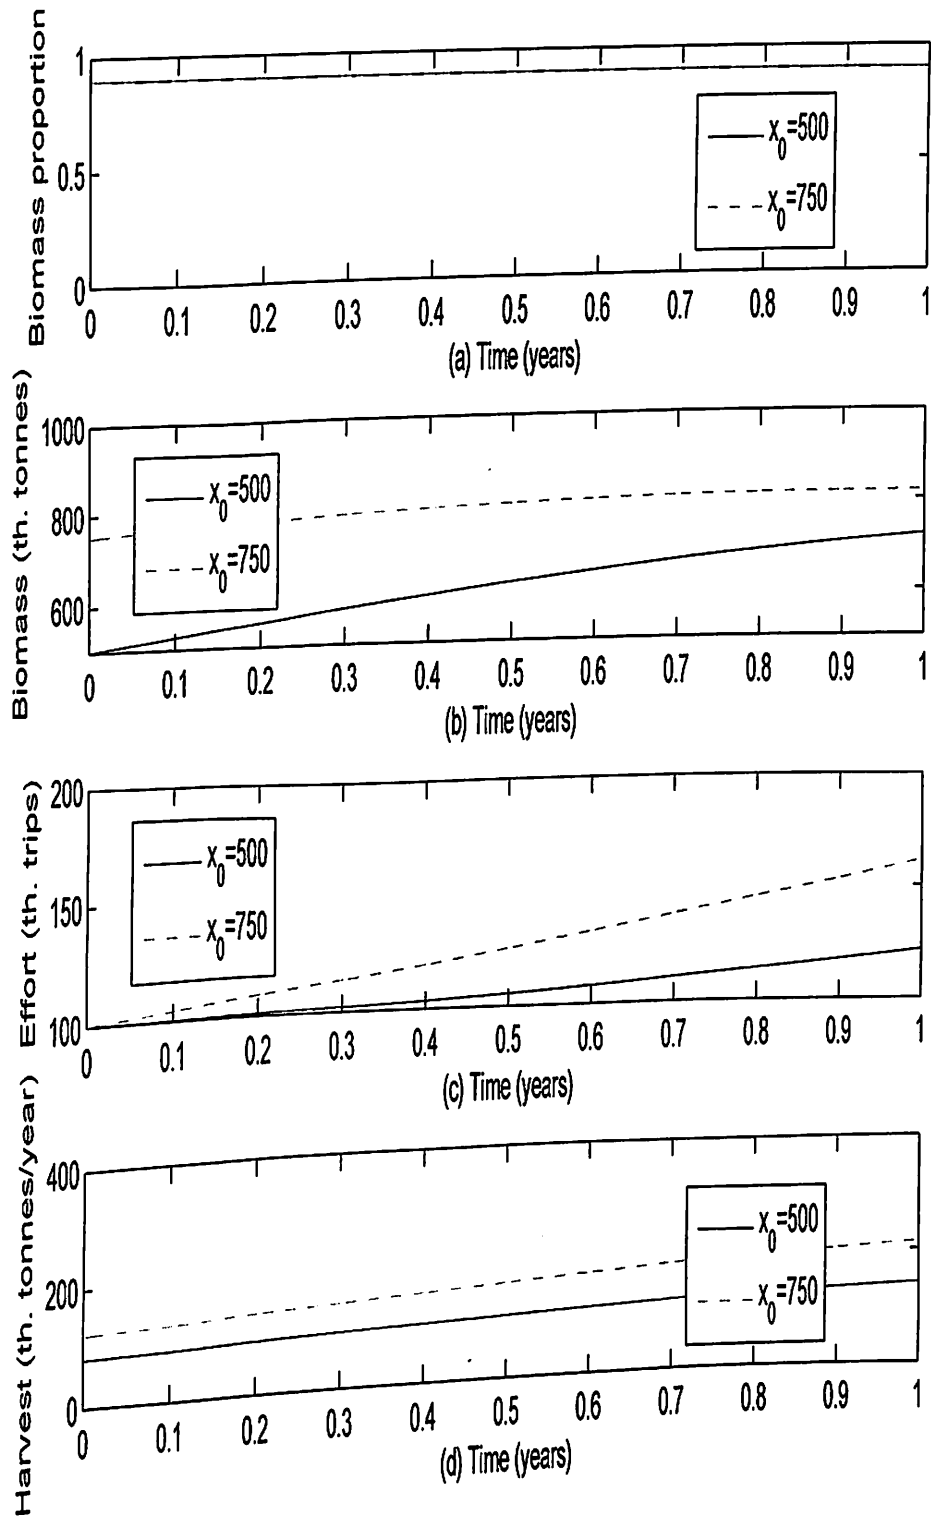 Biomass proportion
1
0.5
0
x0=500
x0=750
0 0.1 0.2 0.3 0.4 0.5 0.6 0.7 0.8 0.9 1
(a) Time (years)
Biomass (th. tonnes)
1000
800
600
x0=500
x0=750
0 0.1 0.2 0.3 0.4 0.5 0.6 0.7 0.8 0.9 1
(b) Time (years)
Effort (th. trips)
200
150
100
x0=500
x0=750
0 0.1 0.2 0.3 0.4 0.5 0.6 0.7 0.8 0.9 1
(c) Time (years)
Harvest (th. tonnes/year)
400
200
0
x0=500
x0=750
0 0.1 0.2 0.3 0.4 0.5 0.6 0.7 0.8 0.9 1
(d) Time (years)